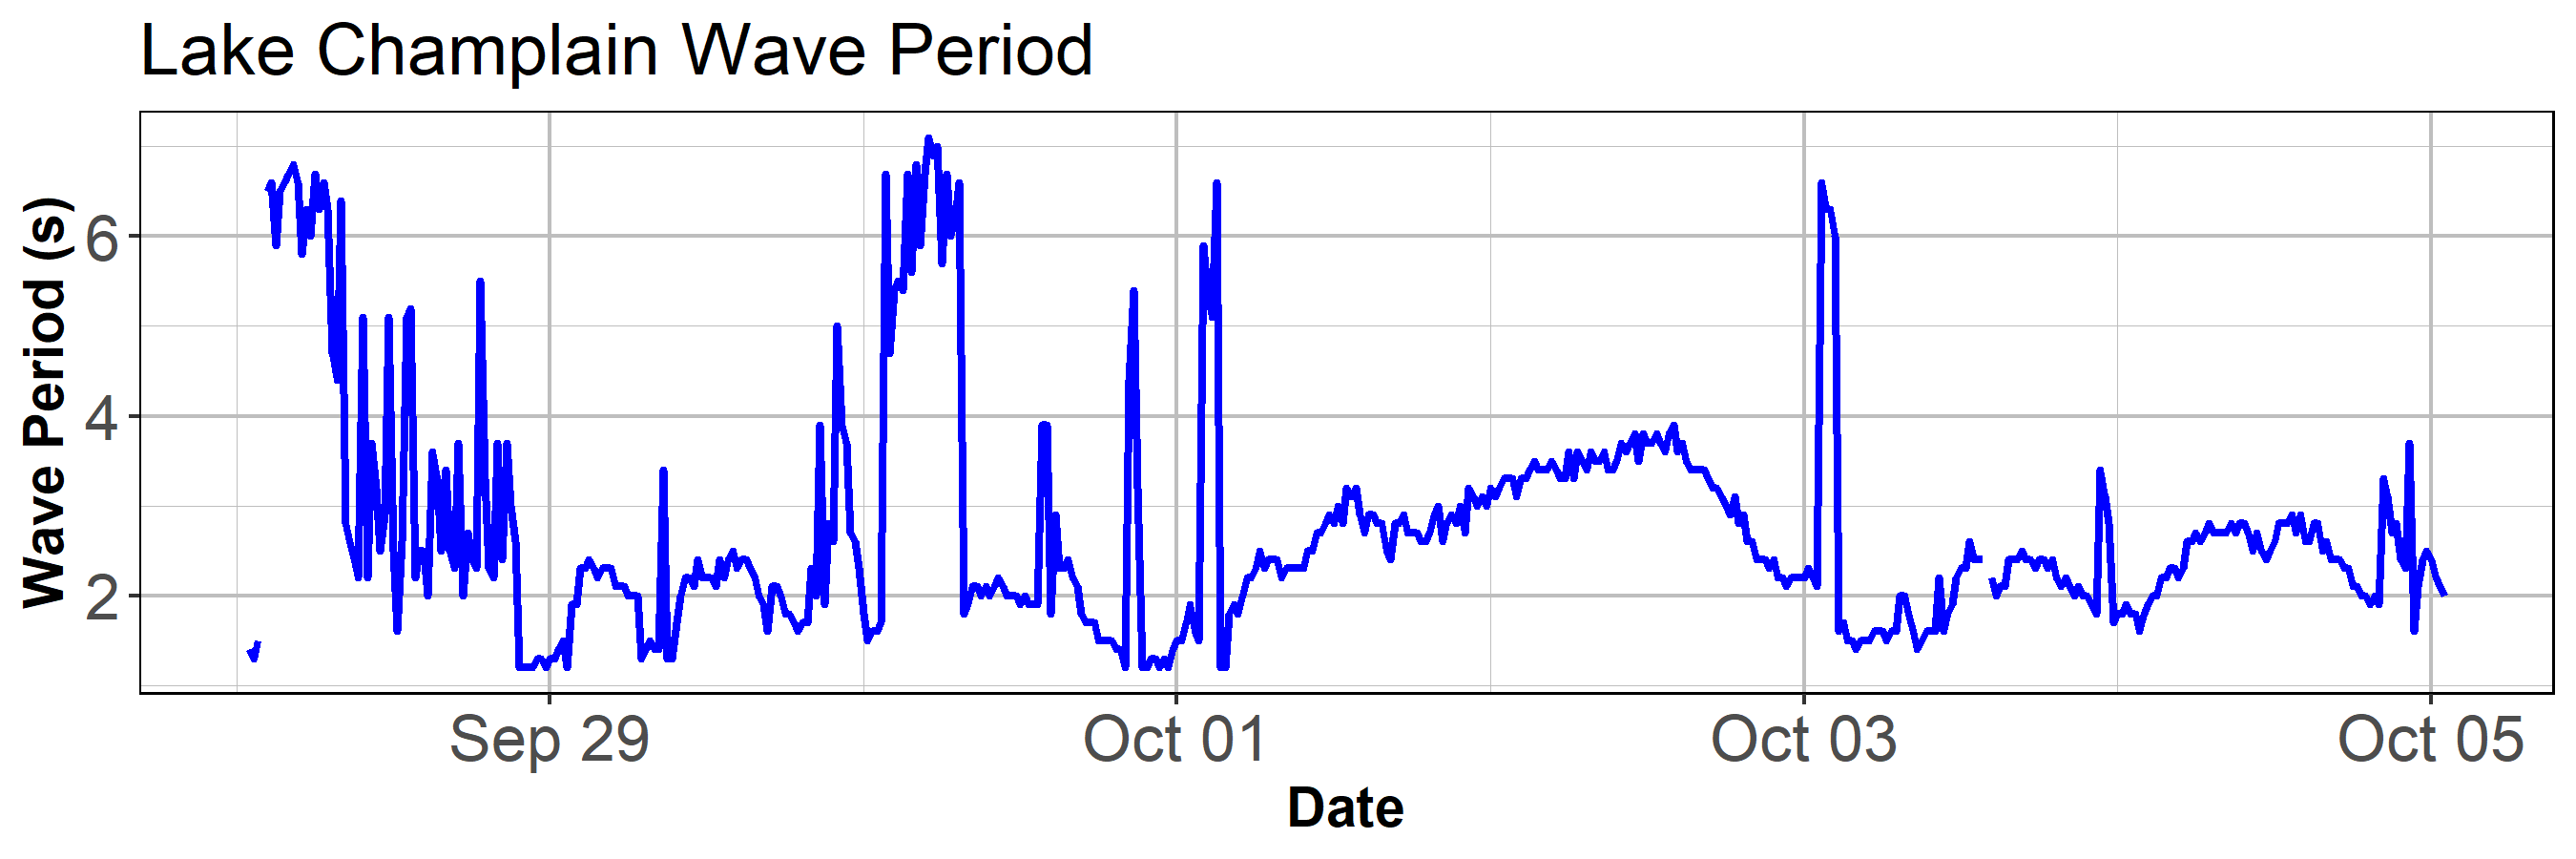 Lake Champlain Wave Period
Wave Period (s)
6
4
2
Sep 29
Oct 01
Oct 03
Oct 05
Date